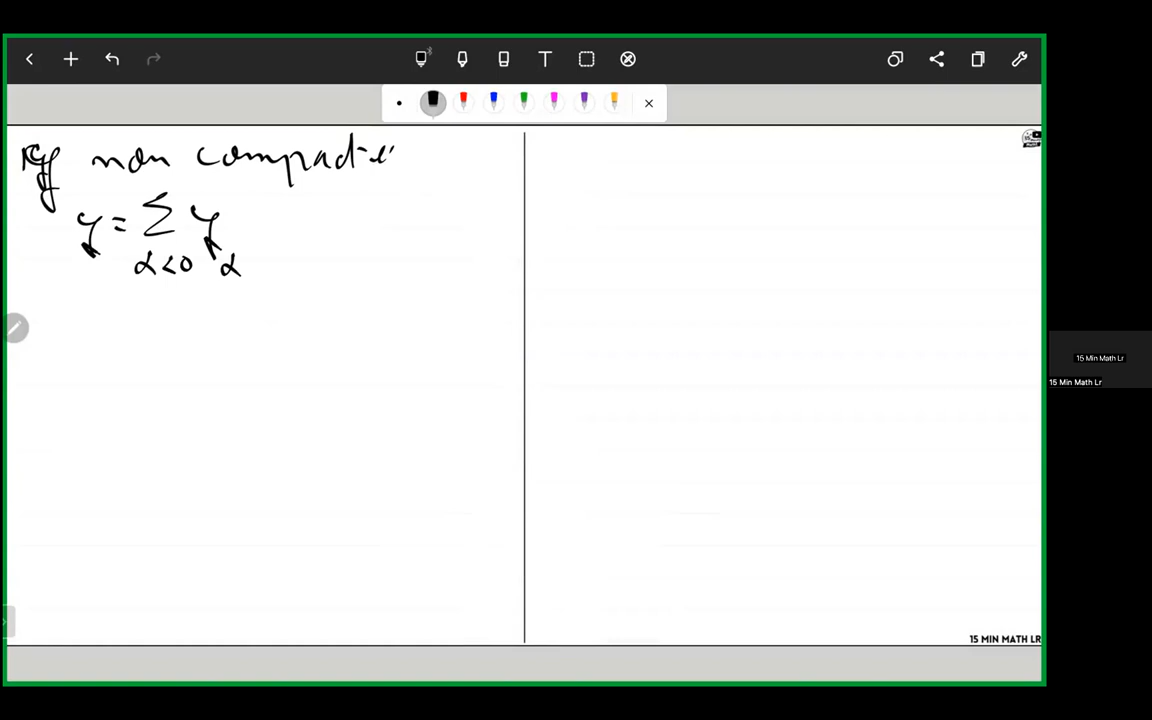 non compact
y = Σ y
α<0 α
T
15 Min Math Lr
15 Min Math Lr
15 MIN MATH LR